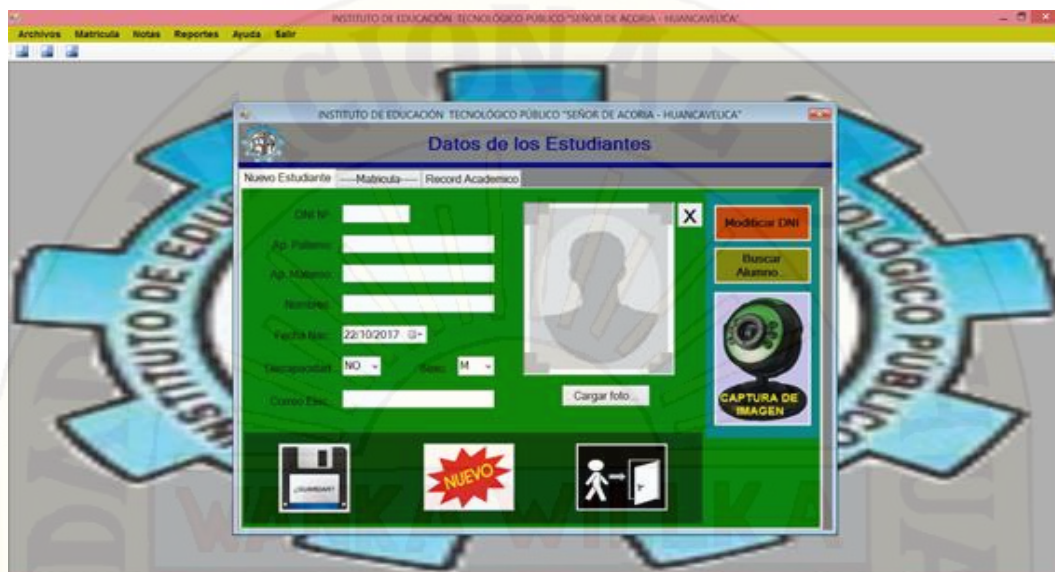 INSTITUTO DE EDUCACIÓN TECNOLÓGICO PÚBLICO "SEÑOR DE ACORIA - HUANCAVELICA"
Archivos Matricula Notas Reportes Ayuda Salir
INSTITUTO DE EDUCACIÓN TECNOLÓGICO PÚBLICO "SEÑOR DE ACORIA - HUANCAVELICA"
Datos de los Estudiantes
Nuevo Estudiante -----Matricula----- Record Academico
DNI Nº:
X
Modificar DNI
Ap. Paterno:
Buscar
Alumno...
Ap. Materno:
Nombres:
Fecha Nac: 22/10/2017
Discapacidad: NO Sexo: M
Correo Elec.:
Cargar foto...
CAPTURA DE
IMAGEN
¿GUARDAR?
NUEVO
INSTITUTO DE
PÚBLICO